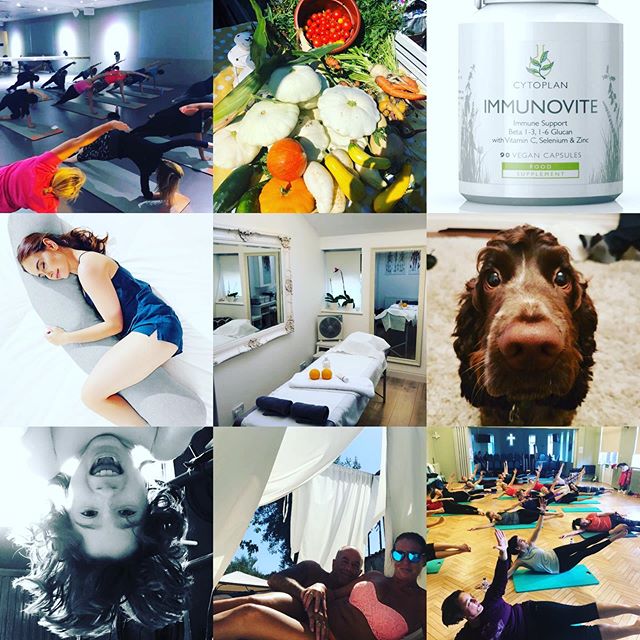 CYTOPLAN
IMMUNOVITE
Immune Support
Beta 1-3, 1-6 Glucan
with Vitamin C, Selenium & Zinc
90 VEGAN CAPSULES
FOOD
SUPPLEMENT